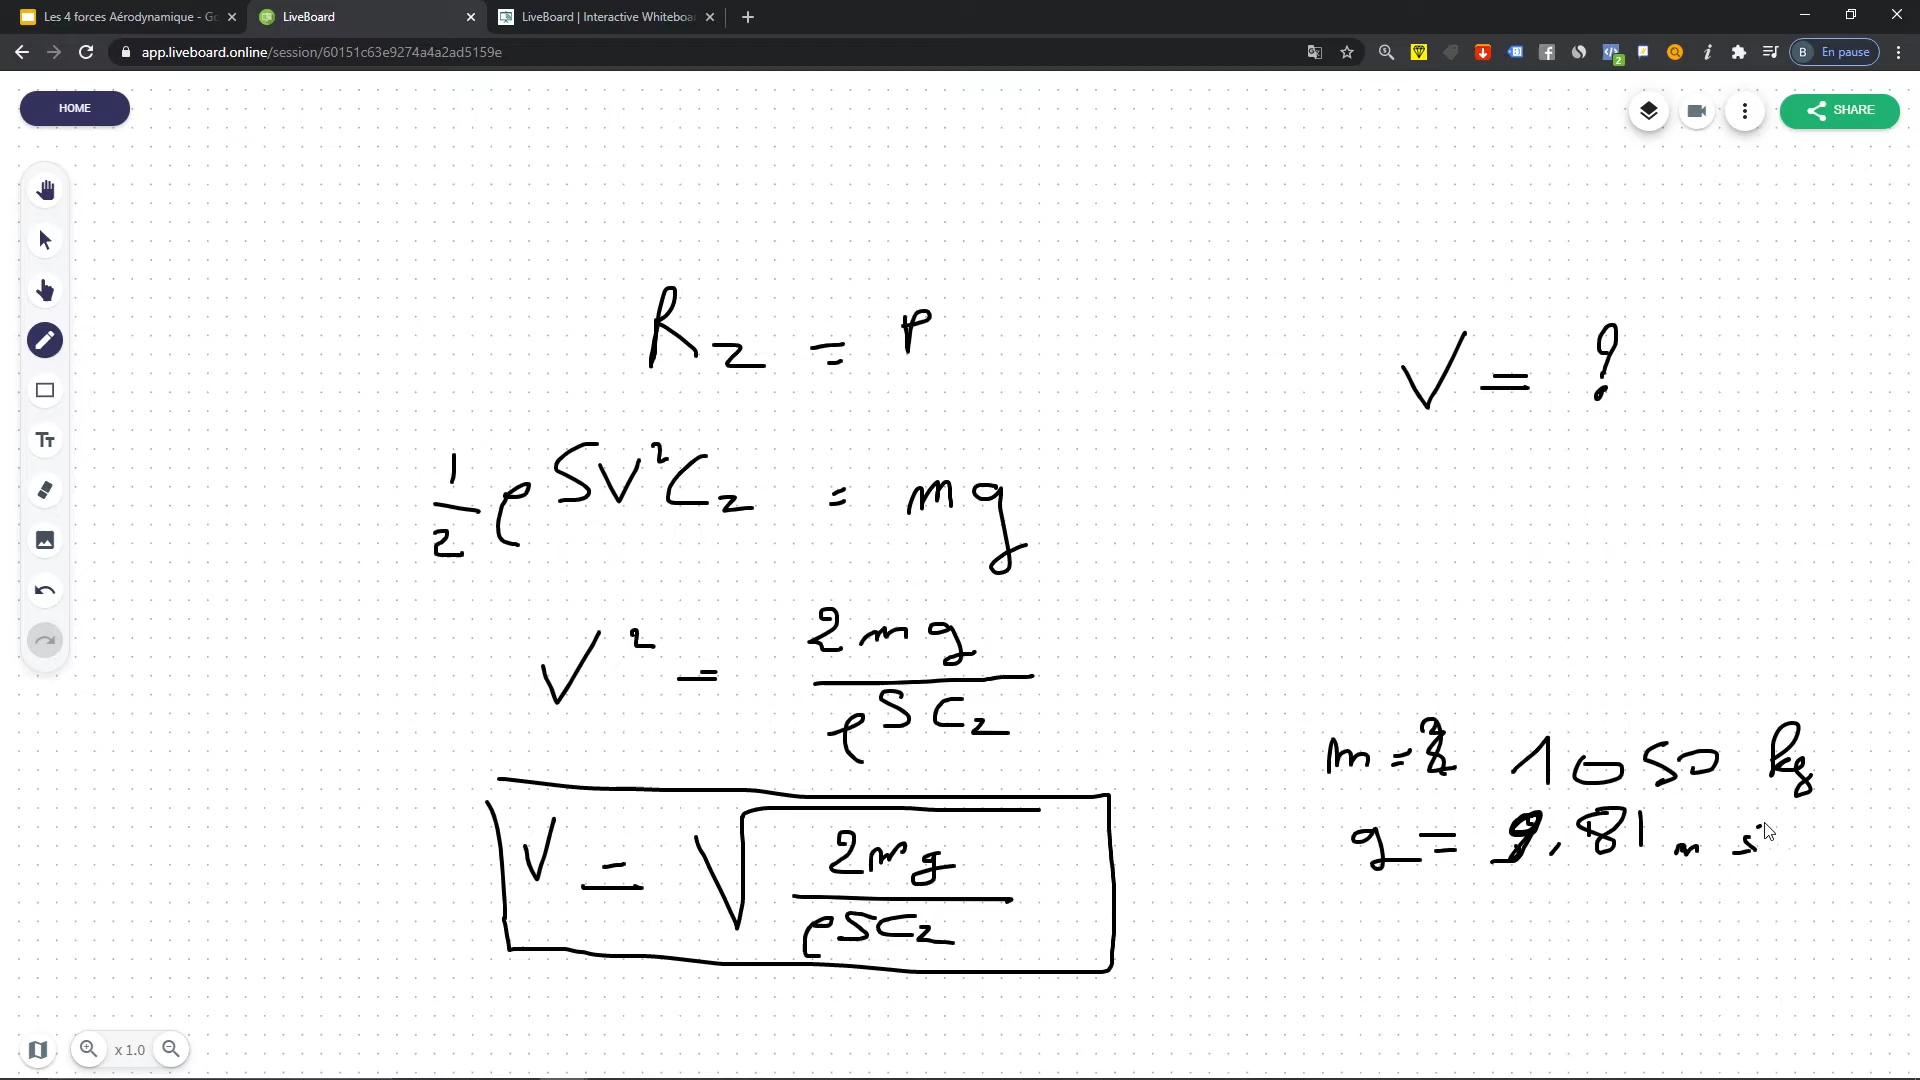 Les 4 forces Aérodynamique - Go
LiveBoard
LiveBoard | Interactive Whiteboa
app.liveboard.online/session/60151c63e9274a4a2ad5159e
2
B En pause
HOME
SHARE
Rz = P
V = ?
1/2 ρSV²Cz = mg
V² = 2mg/ρSCz
m = 1050 kg
g = 9,81 m s
V = √(2mg/ρSCz)
x 1.0